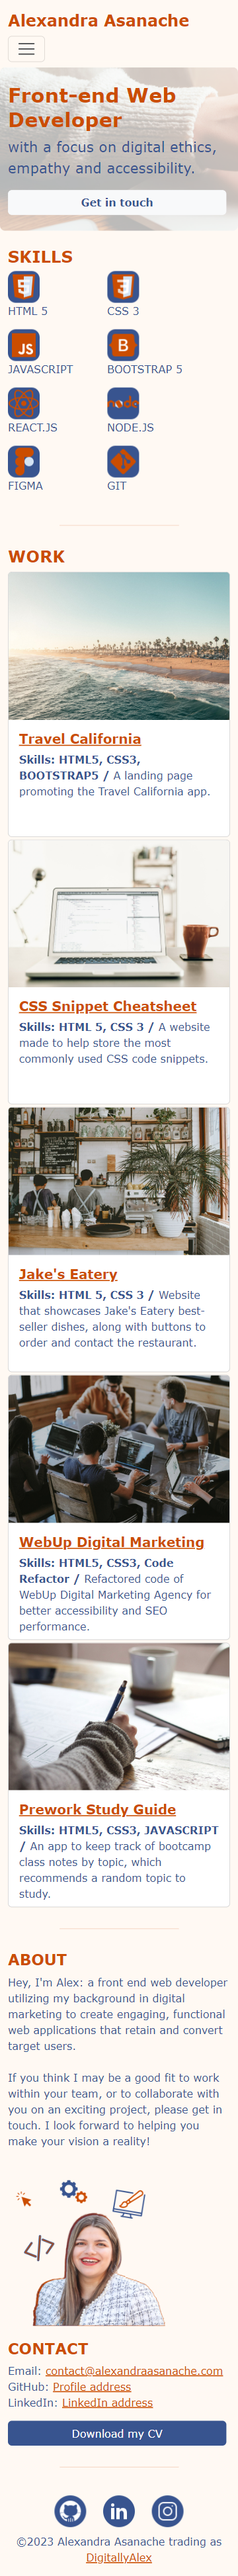 Alexandra Asanache
Front-end Web
Developer
with a focus on digital ethics,
empathy and accessibility.
Get in touch
SKILLS
HTML 5
CSS 3
JS
JAVASCRIPT
B
BOOTSTRAP 5
REACT.JS
node
NODE.JS
FIGMA
GIT
WORK
Travel California
Skills: HTML5, CSS3,
BOOTSTRAP5 / A landing page
promoting the Travel California app.
CSS Snippet Cheatsheet
Skills: HTML 5, CSS 3 / A website
made to help store the most
commonly used CSS code snippets.
Jake's Eatery
Skills: HTML 5, CSS 3 / Website
that showcases Jake's Eatery best-
seller dishes, along with buttons to
order and contact the restaurant.
WebUp Digital Marketing
Skills: HTML5, CSS3, Code
Refactor / Refactored code of
WebUp Digital Marketing Agency for
better accessibility and SEO
performance.
Prework Study Guide
Skills: HTML5, CSS3, JAVASCRIPT
/ An app to keep track of bootcamp
class notes by topic, which
recommends a random topic to
study.
ABOUT
Hey, I'm Alex: a front end web developer
utilizing my background in digital
marketing to create engaging, functional
web applications that retain and convert
target users.
If you think I may be a good fit to work
within your team, or to collaborate with
you on an exciting project, please get in
touch. I look forward to helping you
make your vision a reality!
CONTACT
Email: contact@alexandraasanache.com
GitHub: Profile address
LinkedIn: LinkedIn address
Download my CV
in
©2023 Alexandra Asanache trading as
DigitallyAlex